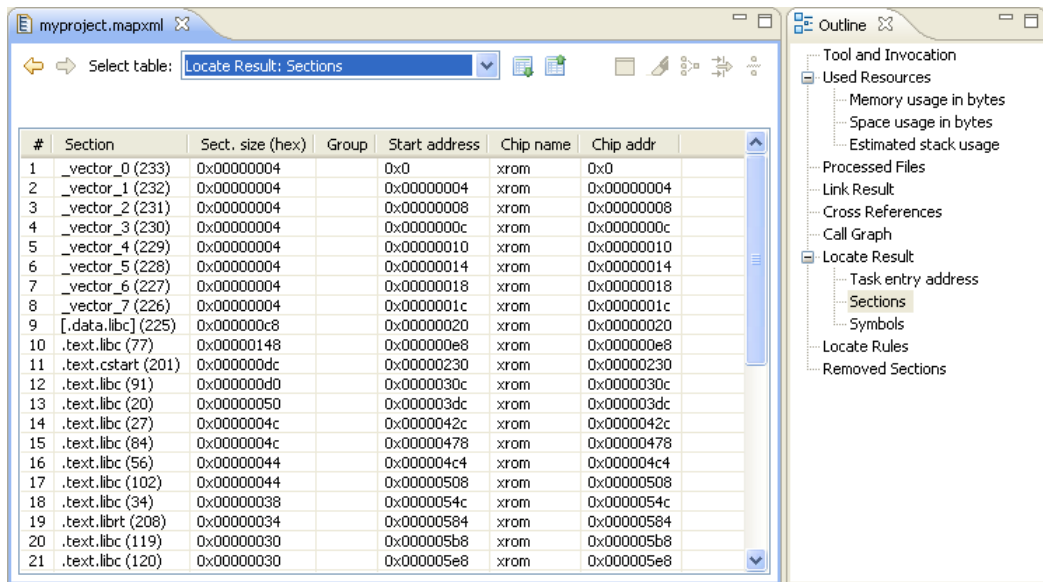 myproject.mapxml
Select table: Locate Result: Sections
# Section Sect. size (hex) Group Start address Chip name Chip addr
1 _vector_0 (233) 0x00000004 0x0 xrom 0x0
2 _vector_1 (232) 0x00000004 0x00000004 xrom 0x00000004
3 _vector_2 (231) 0x00000004 0x00000008 xrom 0x00000008
4 _vector_3 (230) 0x00000004 0x0000000c xrom 0x0000000c
5 _vector_4 (229) 0x00000004 0x00000010 xrom 0x00000010
6 _vector_5 (228) 0x00000004 0x00000014 xrom 0x00000014
7 _vector_6 (227) 0x00000004 0x00000018 xrom 0x00000018
8 _vector_7 (226) 0x00000004 0x0000001c xrom 0x0000001c
9 [.data.libc] (225) 0x000000c8 0x00000020 xrom 0x00000020
10 .text.libc (77) 0x00000148 0x000000e8 xrom 0x000000e8
11 .text.cstart (201) 0x000000dc 0x00000230 xrom 0x00000230
12 .text.libc (91) 0x000000d0 0x0000030c xrom 0x0000030c
13 .text.libc (20) 0x00000050 0x000003dc xrom 0x000003dc
14 .text.libc (27) 0x0000004c 0x0000042c xrom 0x0000042c
15 .text.libc (84) 0x0000004c 0x00000478 xrom 0x00000478
16 .text.libc (56) 0x00000044 0x000004c4 xrom 0x000004c4
17 .text.libc (102) 0x00000044 0x00000508 xrom 0x00000508
18 .text.libc (34) 0x00000038 0x0000054c xrom 0x0000054c
19 .text.librt (208) 0x00000034 0x00000584 xrom 0x00000584
20 .text.libc (119) 0x00000030 0x000005b8 xrom 0x000005b8
21 .text.libc (120) 0x00000030 0x000005e8 xrom 0x000005e8
Outline
Tool and Invocation
Used Resources
Memory usage in bytes
Space usage in bytes
Estimated stack usage
Processed Files
Link Result
Cross References
Call Graph
Locate Result
Task entry address
Sections
Symbols
Locate Rules
Removed Sections